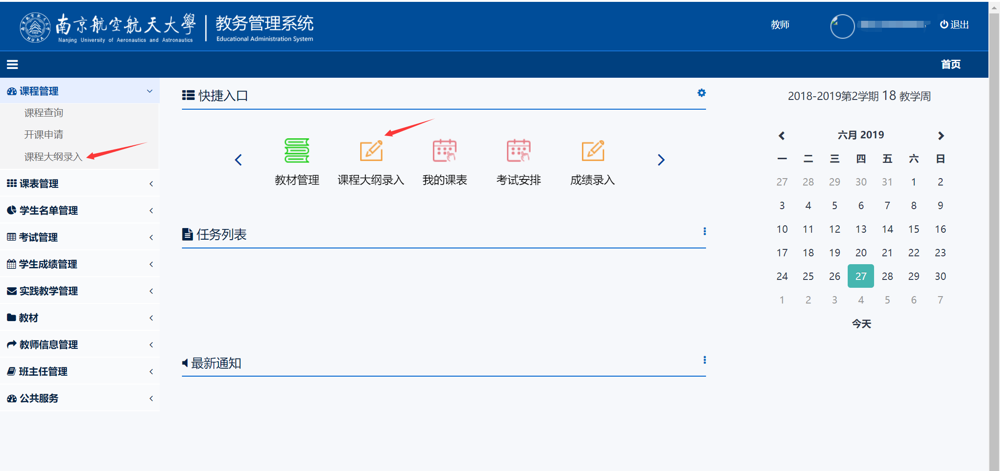 南京航空航天大學
Nanjing University of Aeronautics and Astronautics
NUAA
1952
教务管理系统
Educational Administration System
教师
退出
首页
课程管理
课程查询
开课申请
课程大纲录入
课表管理
学生名单管理
考试管理
学生成绩管理
实践教学管理
教材
教师信息管理
班主任管理
公共服务
快捷入口
教材管理 课程大纲录入 我的课表 考试安排 成绩录入
任务列表
最新通知
2018-2019第2学期 18 教学周
六月 2019
一 二 三 四 五 六 日
27 28 29 30 31 1 2
3 4 5 6 7 8 9
10 11 12 13 14 15 16
17 18 19 20 21 22 23
24 25 26 27 28 29 30
1 2 3 4 5 6 7
今天